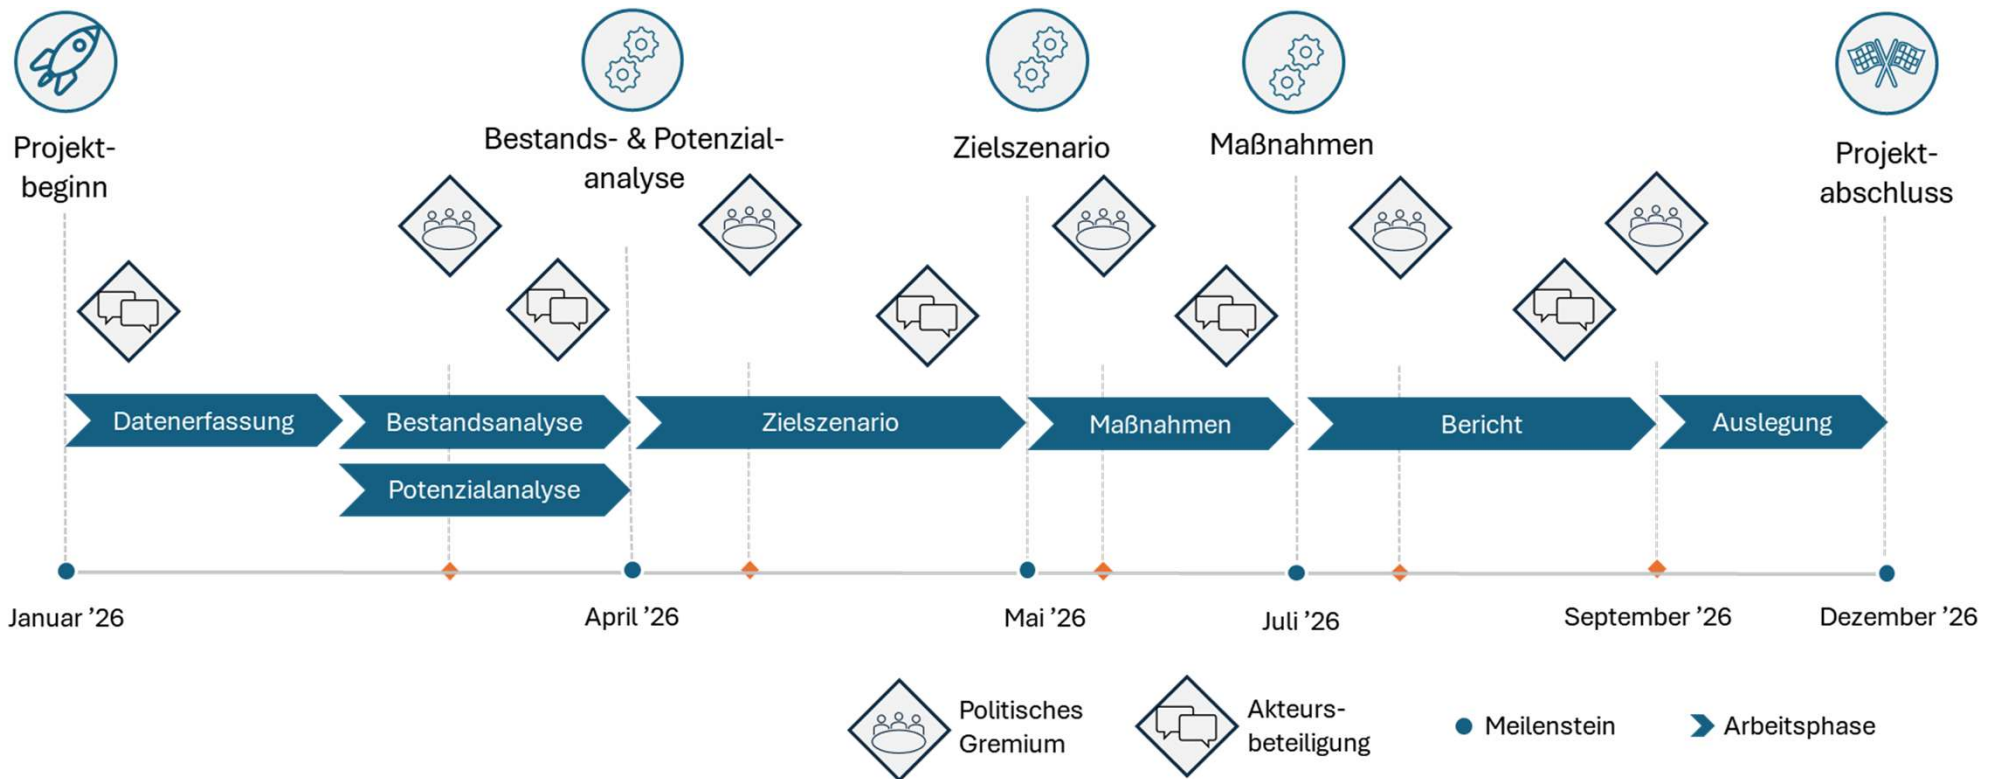 Projekt-
beginn
Bestands- & Potenzial-
analyse
Zielszenario
Maßnahmen
Projekt-
abschluss
Datenerfassung
Bestandsanalyse
Zielszenario
Maßnahmen
Bericht
Auslegung
Potenzialanalyse
Januar ’26
April ’26
Mai ’26
Juli ’26
September ’26
Dezember ’26
Politisches
Gremium
Akteurs-
beteiligung
Meilenstein
Arbeitsphase